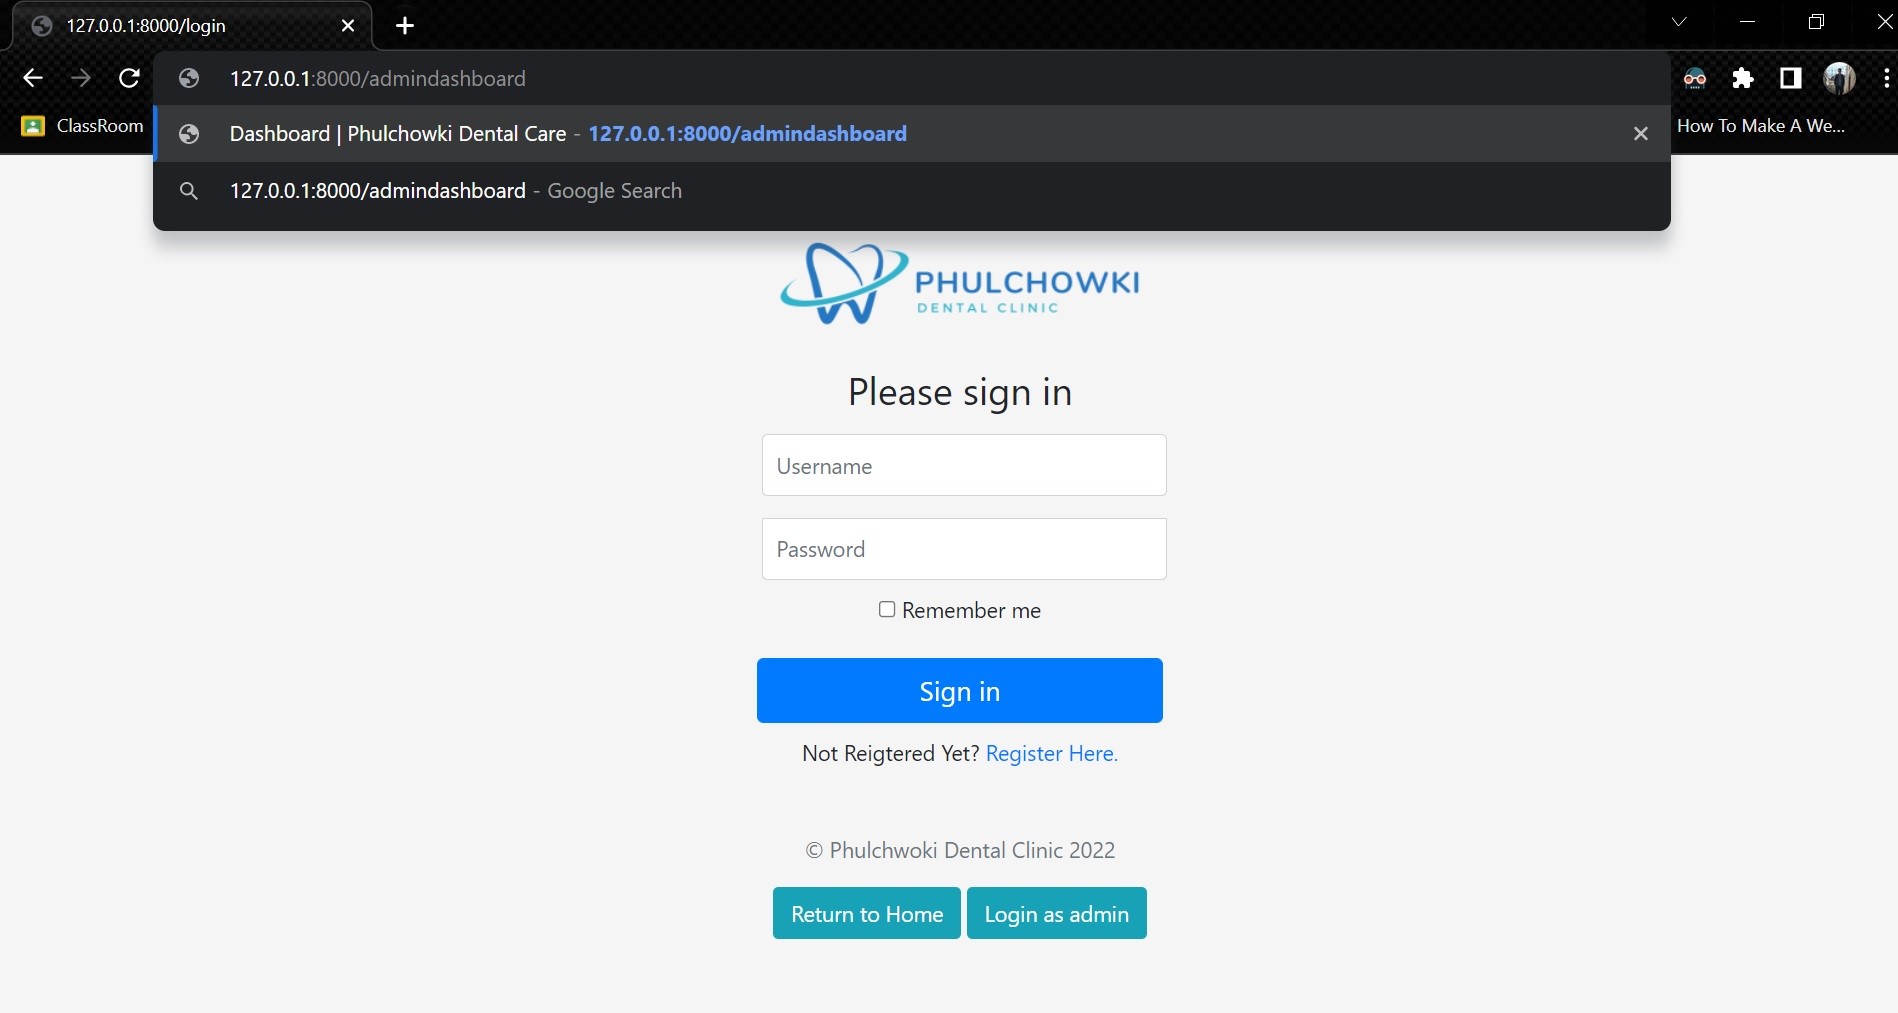 127.0.0.1:8000/login
127.0.0.1:8000/admindashboard
ClassRoom
Dashboard | Phulchowki Dental Care - 127.0.0.1:8000/admindashboard
How To Make A We...
127.0.0.1:8000/admindashboard - Google Search
PHULCHOWKI
DENTAL CLINIC
Please sign in
Username
Password
Remember me
Sign in
Not Reigtered Yet? Register Here.
© Phulchwoki Dental Clinic 2022
Return to Home Login as admin